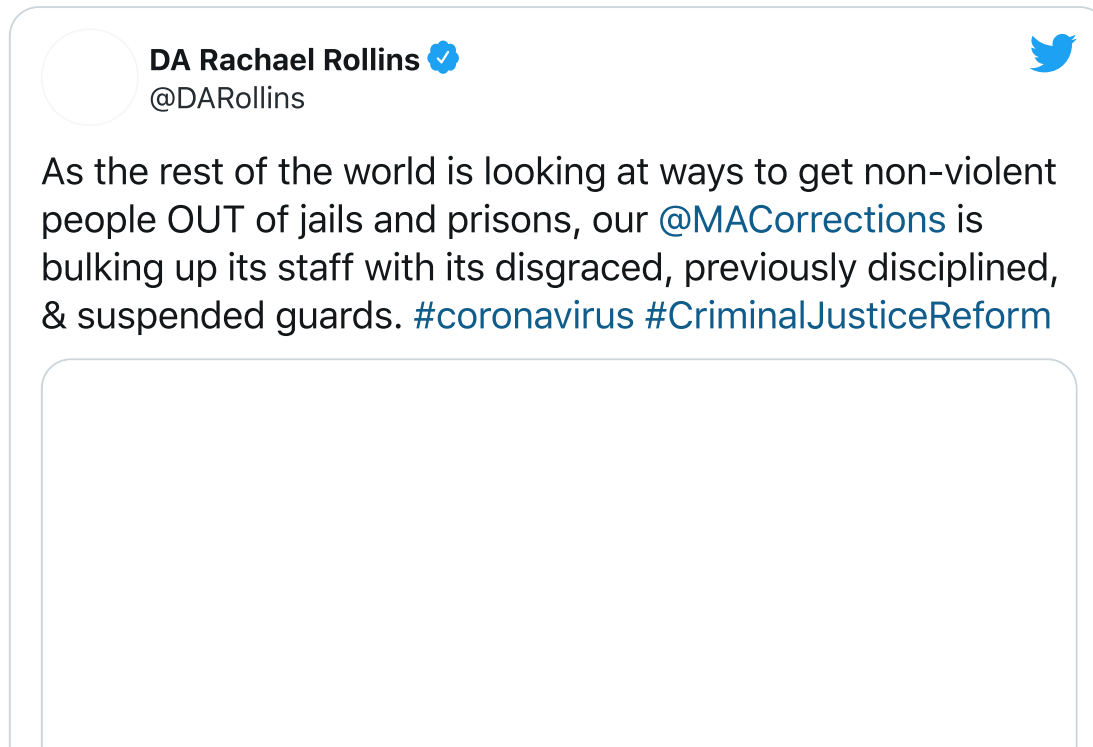 DA Rachael Rollins
@DARollins
As the rest of the world is looking at ways to get non-violent
people OUT of jails and prisons, our @MACorrections is
bulking up its staff with its disgraced, previously disciplined,
& suspended guards. #coronavirus #CriminalJusticeReform